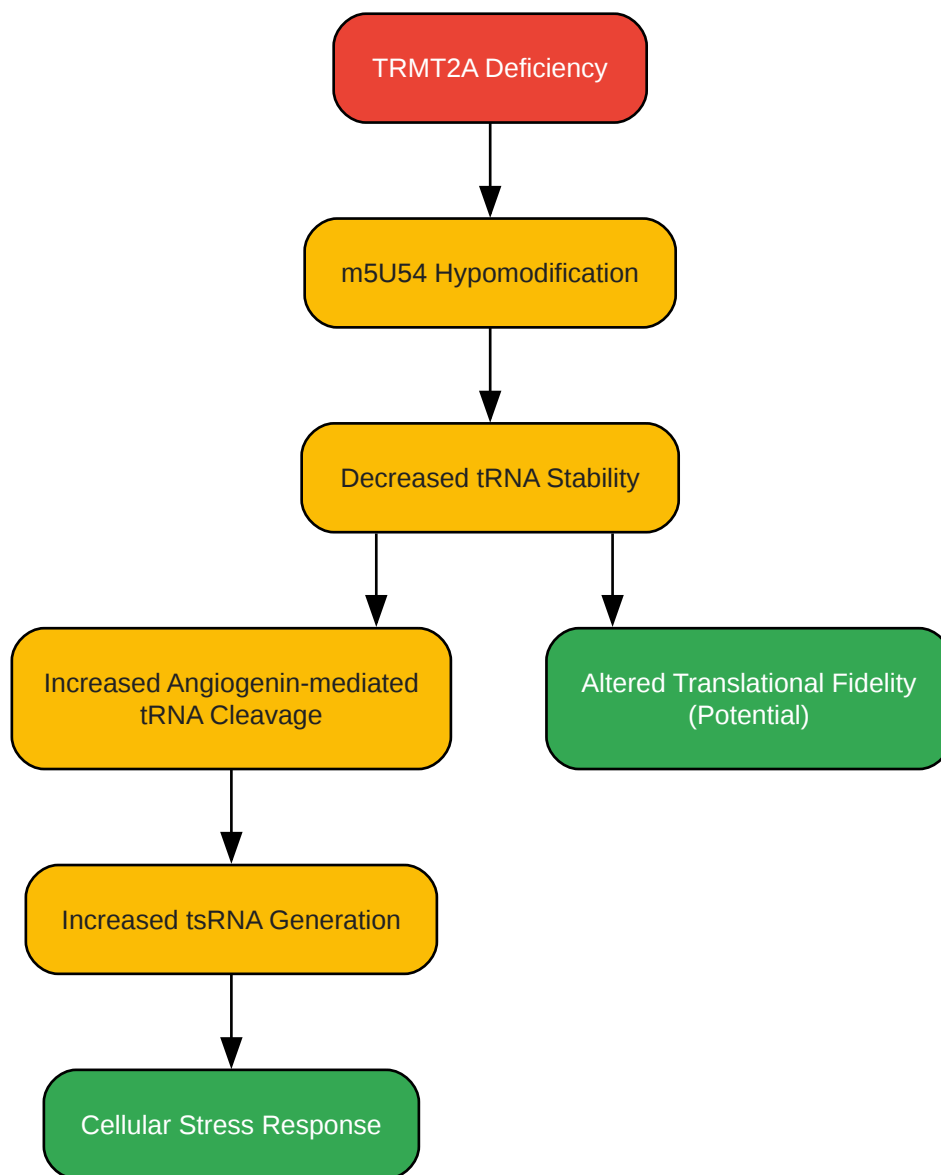 TRMT2A Deficiency
m5U54 Hypomodification
Decreased tRNA Stability
Increased Angiogenin-mediated
tRNA Cleavage
Altered Translational Fidelity
(Potential)
Increased tsRNA Generation
Cellular Stress Response